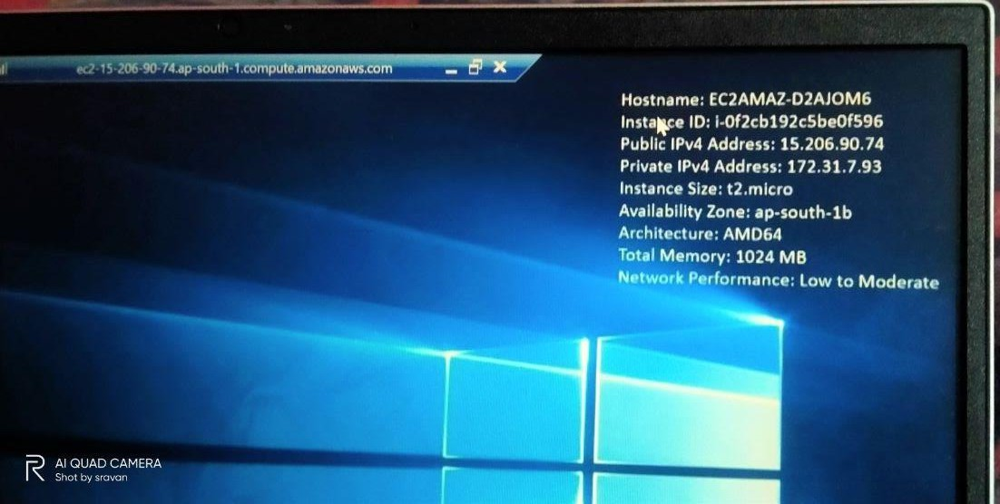 ec2-15-206-90-74.ap-south-1.compute.amazonaws.com
Hostname: EC2AMAZ-D2AJOM6
Instance ID: i-0f2cb192c5be0f596
Public IPv4 Address: 15.206.90.74
Private IPv4 Address: 172.31.7.93
Instance Size: t2.micro
Availability Zone: ap-south-1b
Architecture: AMD64
Total Memory: 1024 MB
Network Performance: Low to Moderate
R AI QUAD CAMERA
Shot by sravan